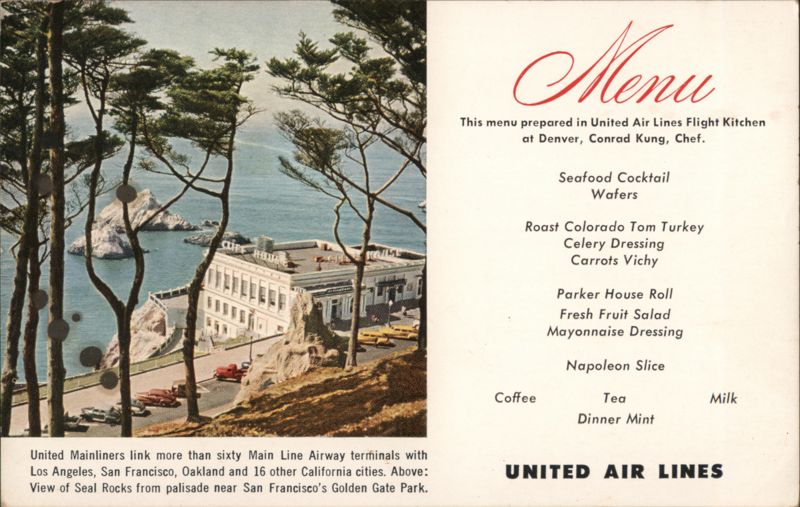 Menu
This menu prepared in United Air Lines Flight Kitchen
at Denver, Conrad Kung, Chef.
Seafood Cocktail
Wafers
Roast Colorado Tom Turkey
Celery Dressing
Carrots Vichy
Parker House Roll
Fresh Fruit Salad
Mayonnaise Dressing
Napoleon Slice
Coffee Tea Milk
Dinner Mint
UNITED AIR LINES
United Mainliners link more than sixty Main Line Airway terminals with
Los Angeles, San Francisco, Oakland and 16 other California cities. Above:
View of Seal Rocks from palisade near San Francisco's Golden Gate Park.